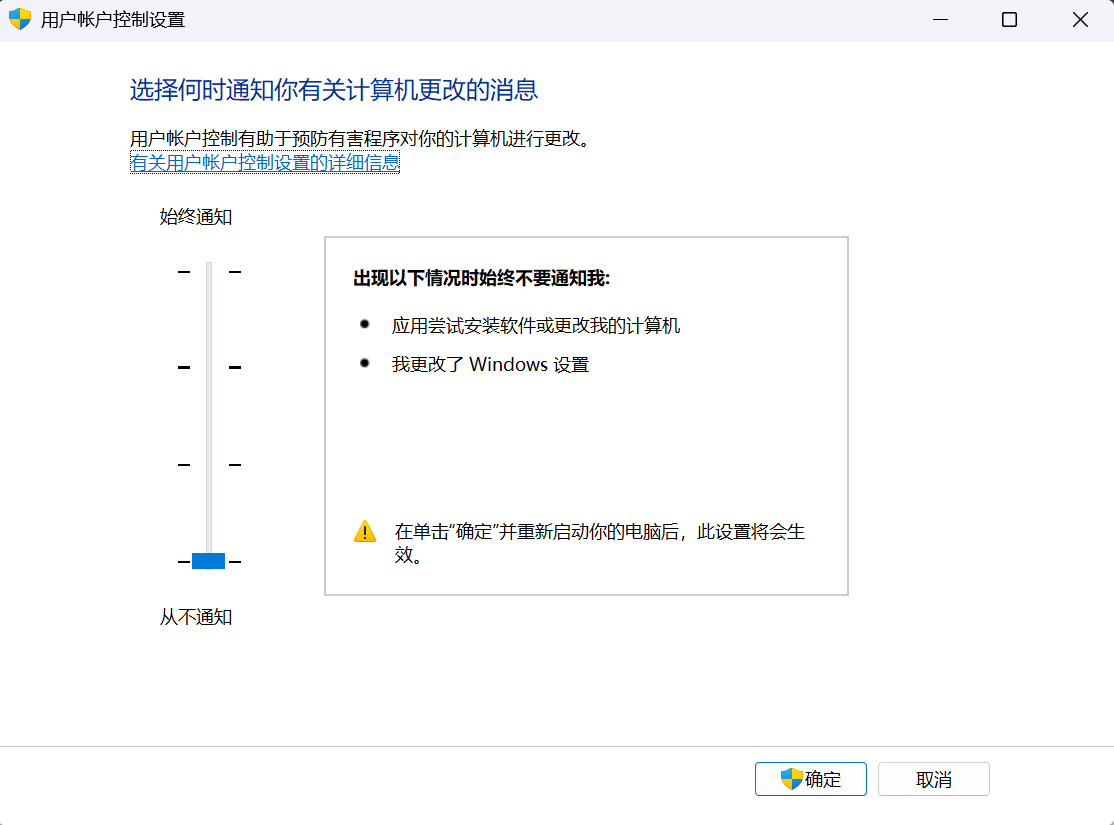 用户帐户控制设置
选择何时通知你有关计算机更改的消息
用户帐户控制有助于预防有害程序对你的计算机进行更改。
有关用户帐户控制设置的详细信息
始终通知
出现以下情况时始终不要通知我:
应用尝试安装软件或更改我的计算机
我更改了 Windows 设置
在单击“确定”并重新启动你的电脑后，此设置将会生
效。
从不通知
确定
取消